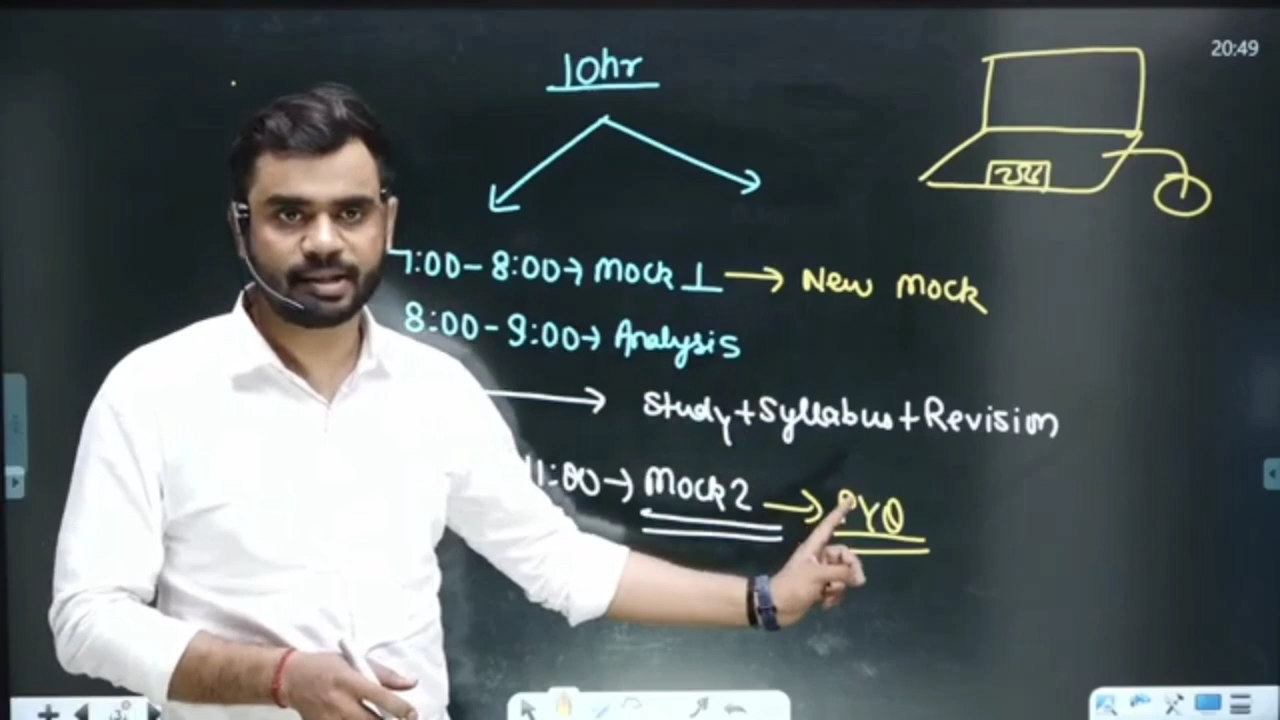 20:49
10hr
7:00-8:00→ Mock 1 → New Mock
8:00-9:00→ Analysis
→ Study+Syllabus+Revision
11:00→ Mock 2 → PYQ